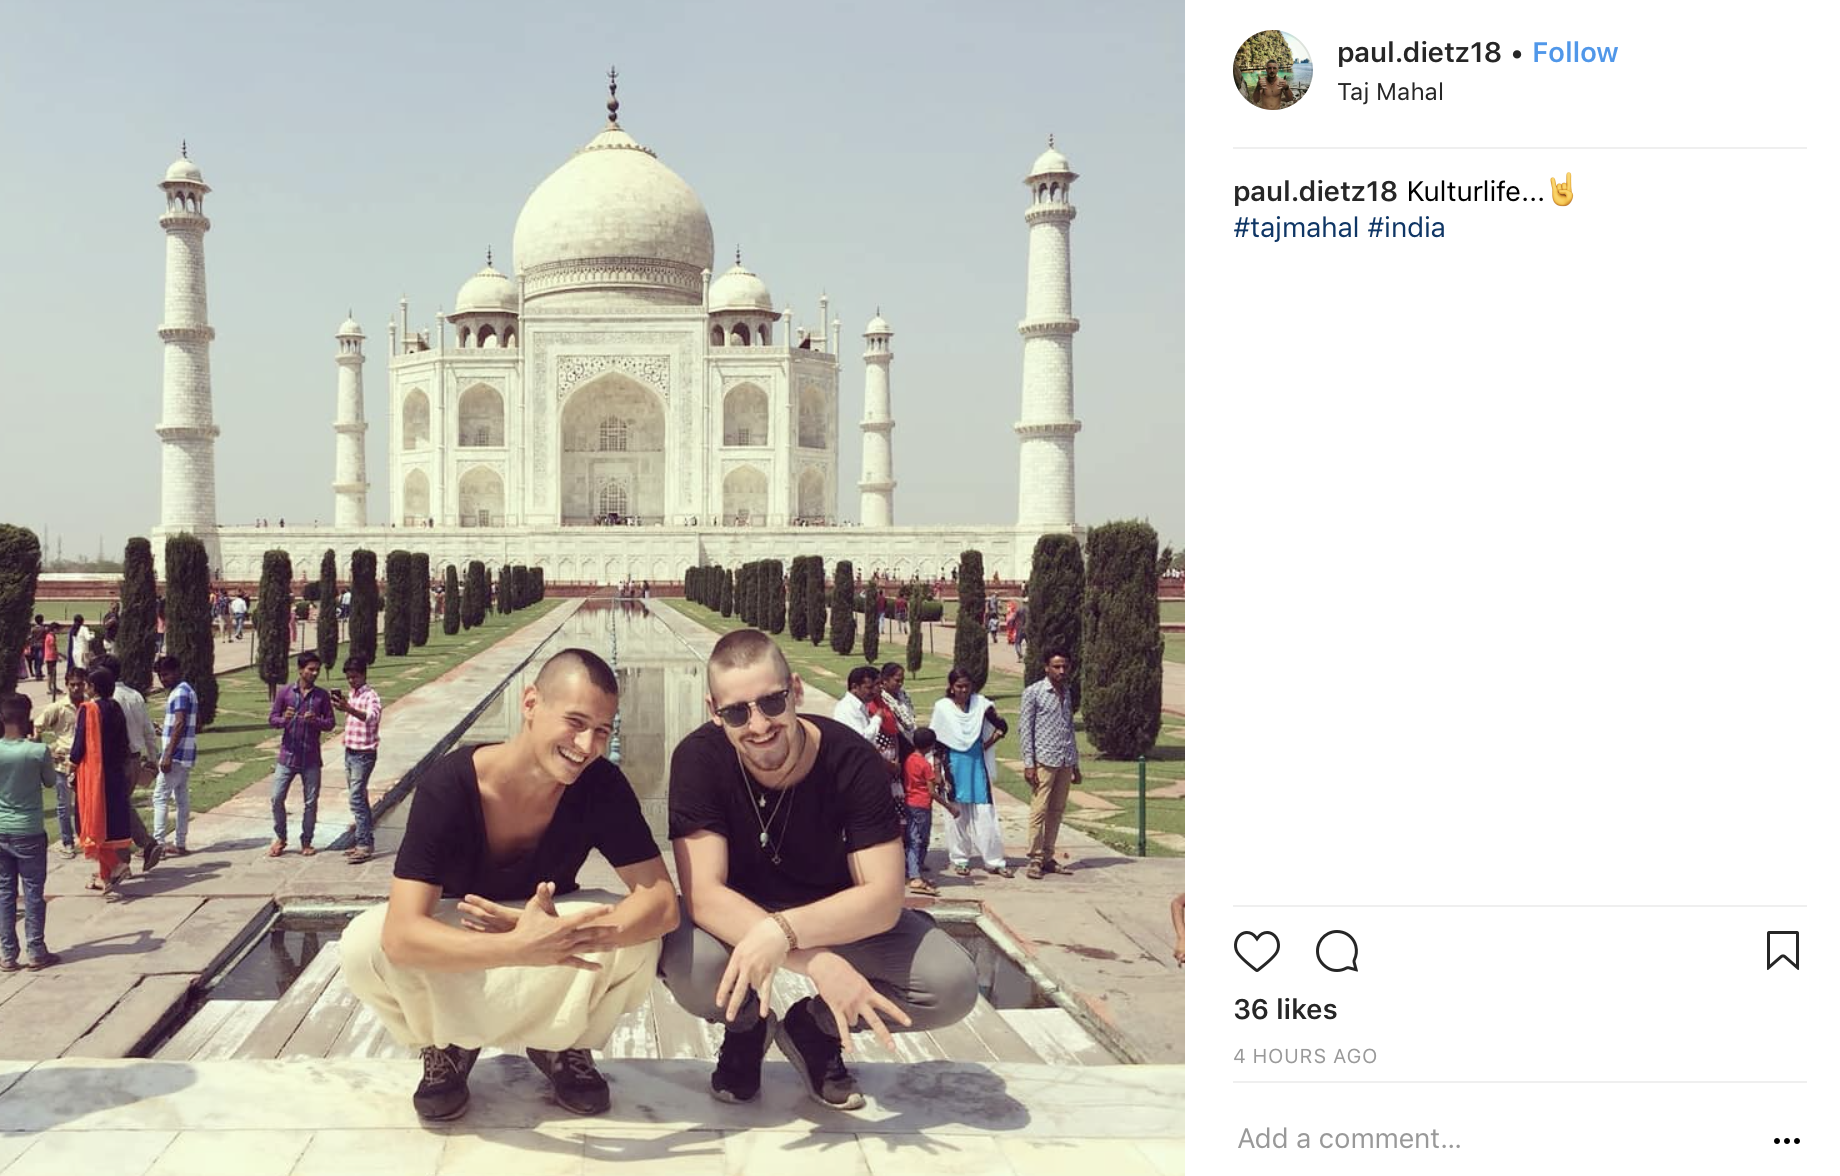 paul.dietz18 • Follow
Taj Mahal
paul.dietz18 Kulturlife...🤘
#tajmahal #india
36 likes
4 HOURS AGO
Add a comment...